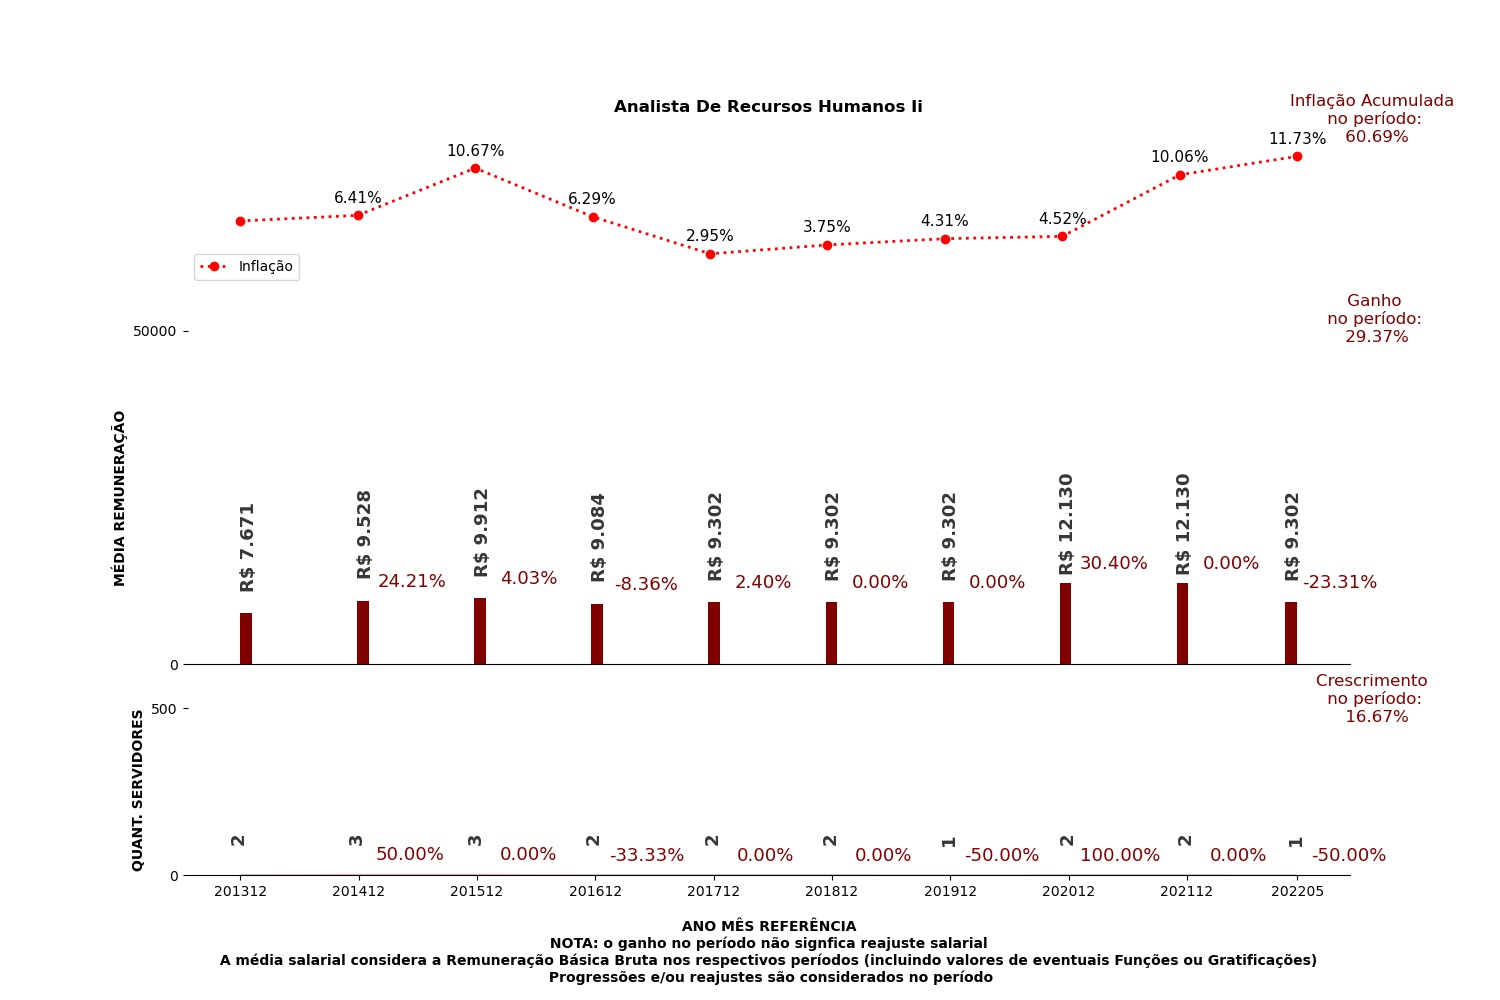 Analista De Recursos Humanos Ii
Inflação Acumulada
no período:
60.69%
6.41%
10.67%
6.29%
2.95%
3.75%
4.31%
4.52%
10.06%
11.73%
Inflação
Ganho
no período:
29.37%
50000
0
MÉDIA REMUNERAÇÃO
R$ 7.671
R$ 9.528
R$ 9.912
R$ 9.084
R$ 9.302
R$ 9.302
R$ 9.302
R$ 12.130
R$ 12.130
R$ 9.302
24.21%
4.03%
-8.36%
2.40%
0.00%
0.00%
30.40%
0.00%
-23.31%
Crescrimento
no período:
16.67%
500
0
QUANT. SERVIDORES
2
3
3
2
2
2
1
2
2
1
50.00%
0.00%
-33.33%
0.00%
0.00%
-50.00%
100.00%
0.00%
-50.00%
201312
201412
201512
201612
201712
201812
201912
202012
202112
202205
ANO MÊS REFERÊNCIA
NOTA: o ganho no período não signfica reajuste salarial
A média salarial considera a Remuneração Básica Bruta nos respectivos períodos (incluindo valores de eventuais Funções ou Gratificações)
Progressões e/ou reajustes são considerados no período